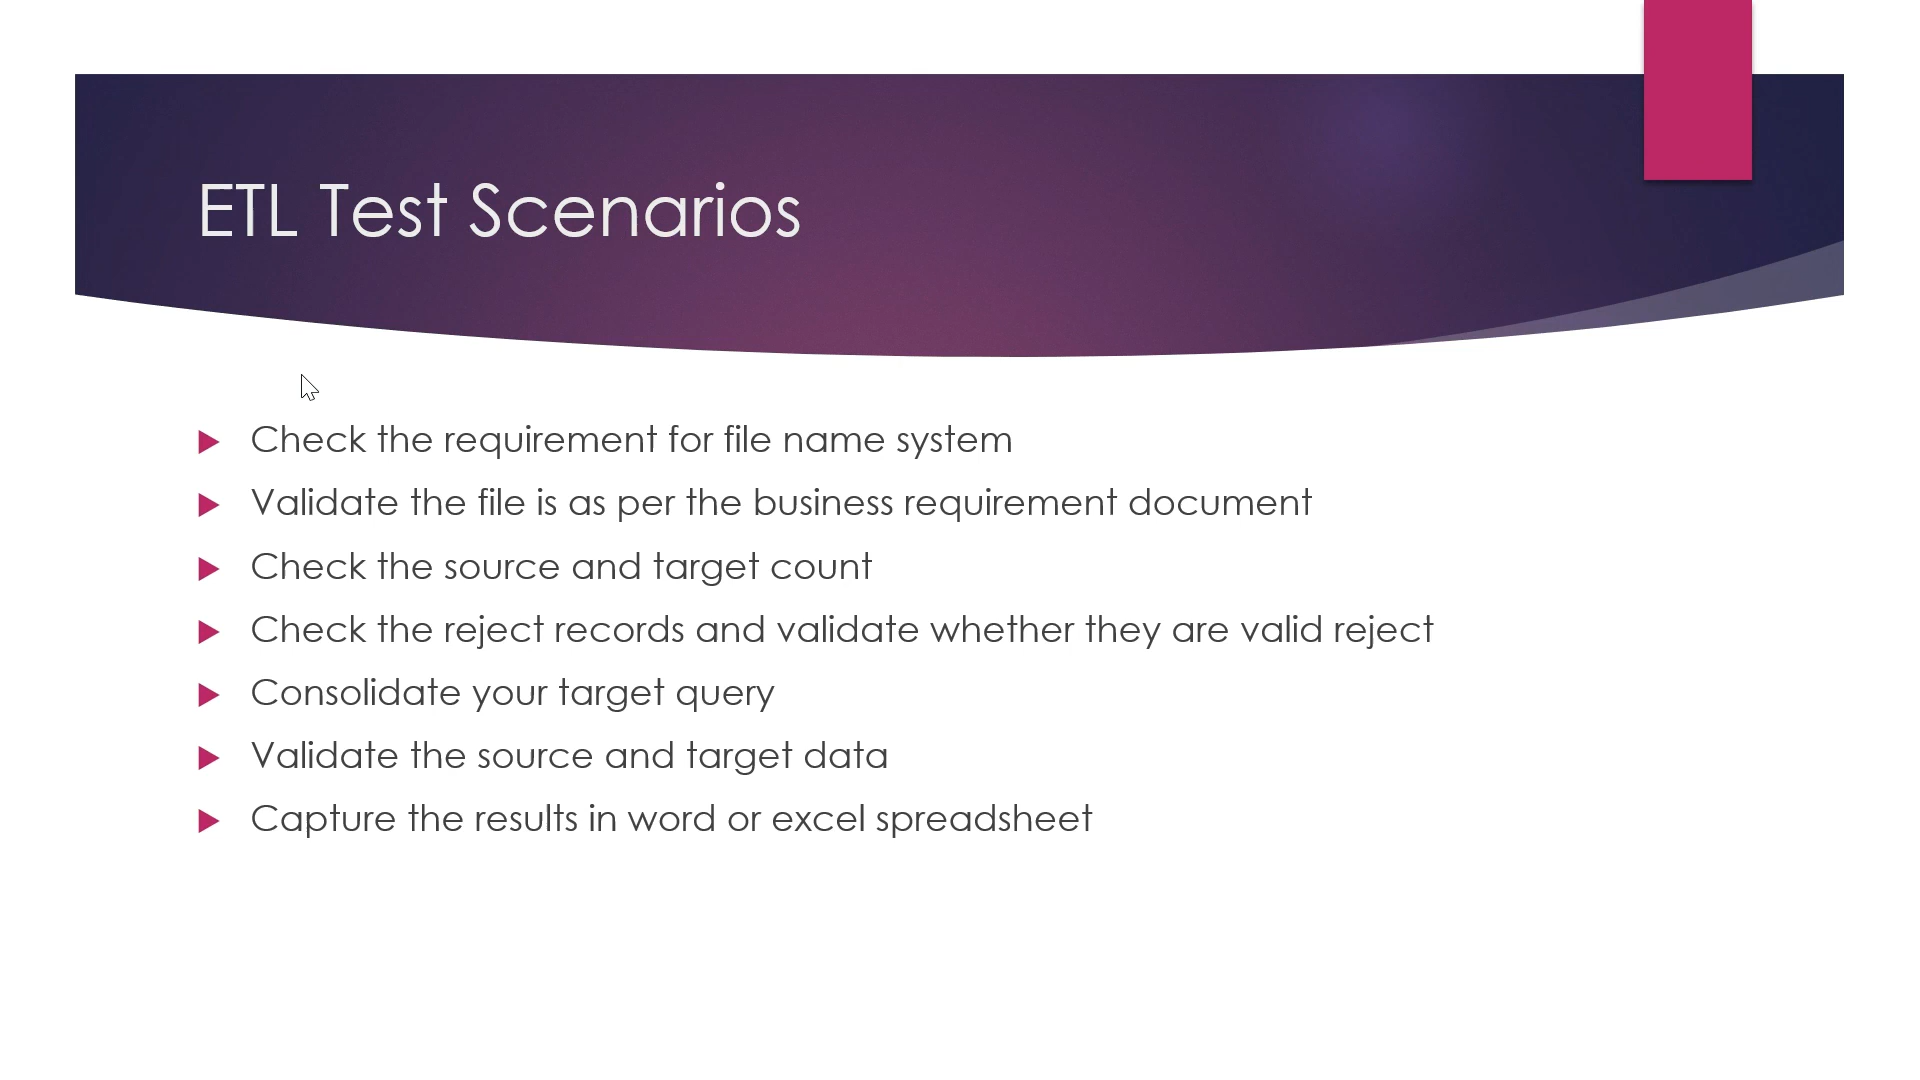 ETL Test Scenarios
Check the requirement for file name system
Validate the file is as per the business requirement document
Check the source and target count
Check the reject records and validate whether they are valid reject
Consolidate your target query
Validate the source and target data
Capture the results in word or excel spreadsheet